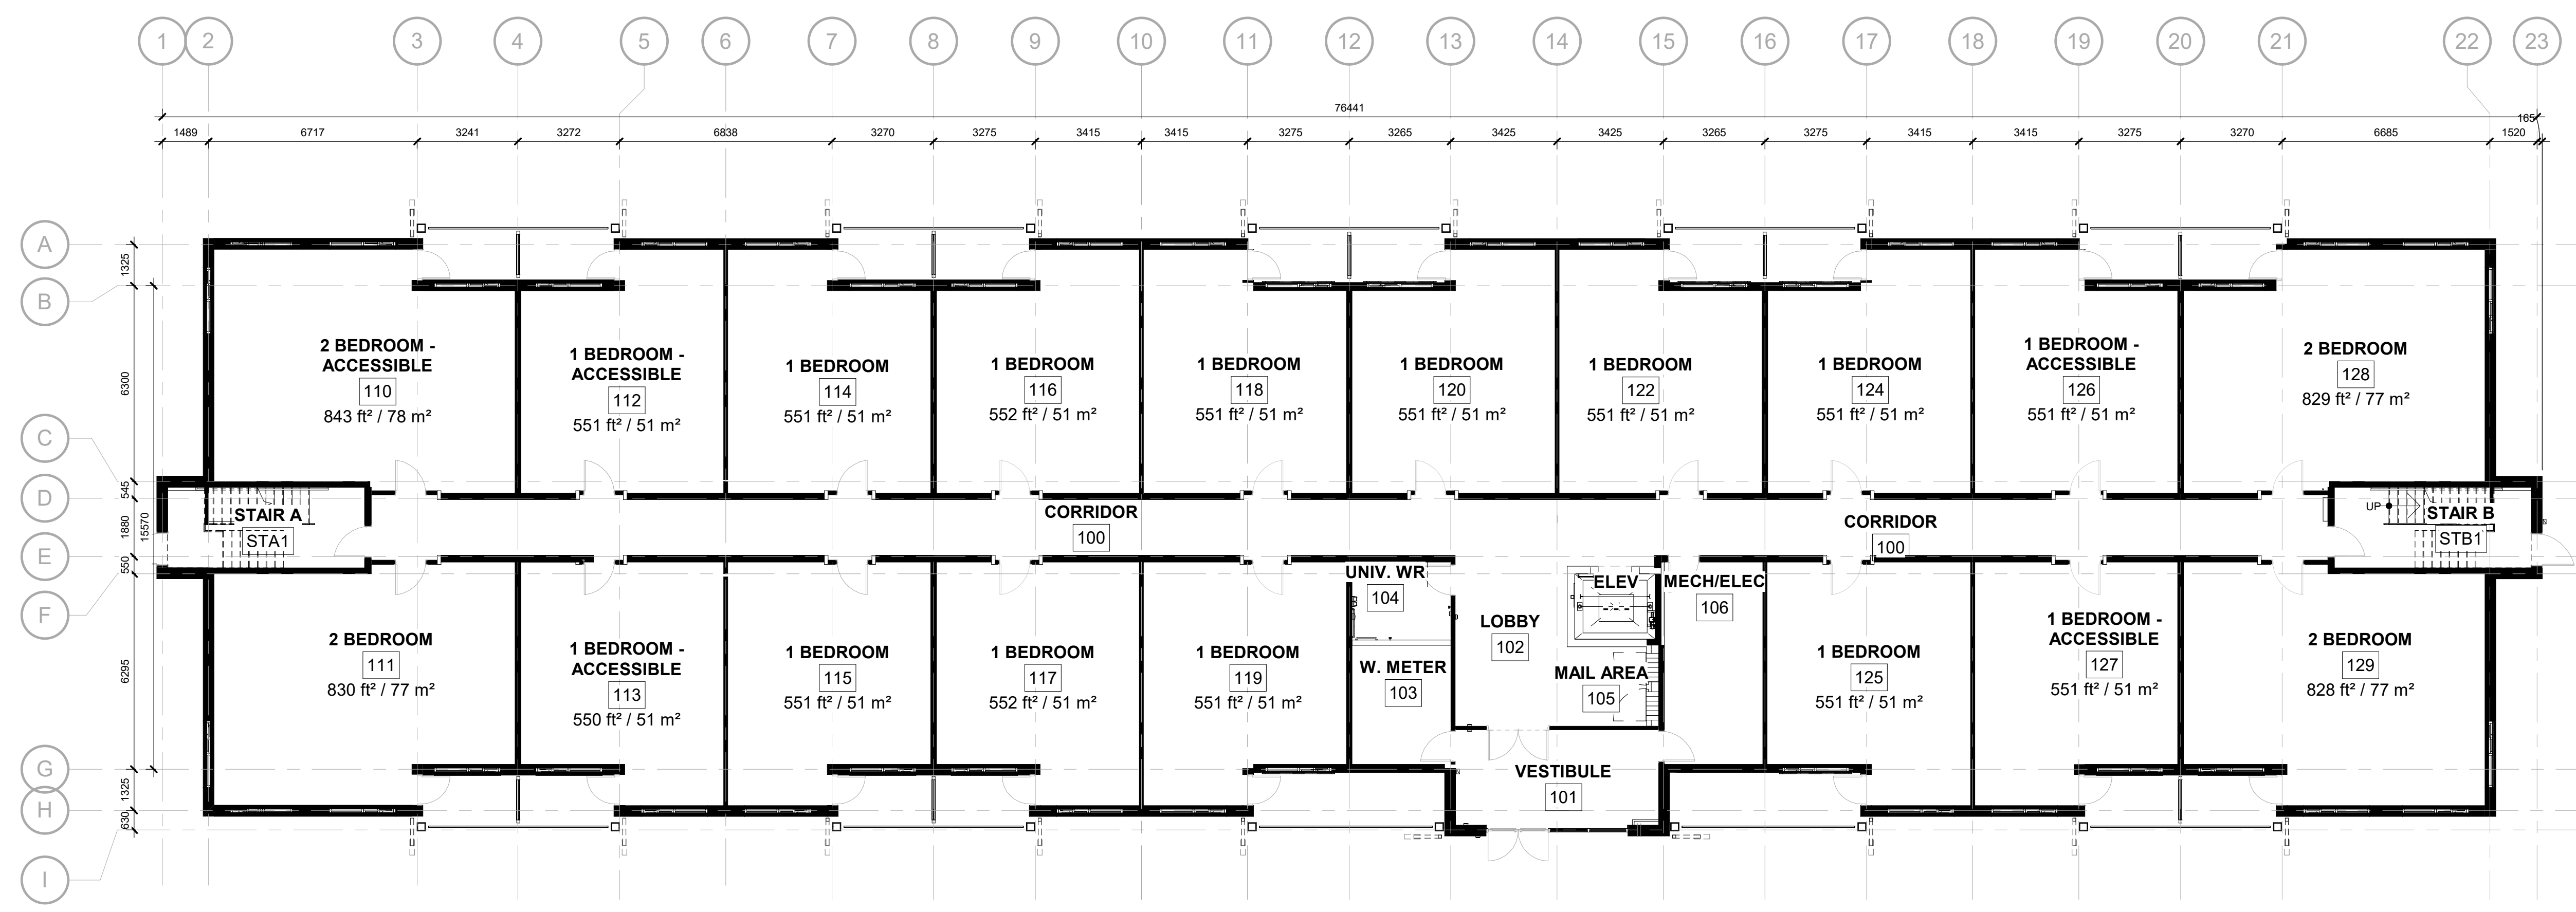 1 2 3 4 5 6 7 8 9 10 11 12 13 14 15 16 17 18 19 20 21 22 23
76441
165
1489 6717 3241 3272 6838 3270 3275 3415 3415 3275 3265 3425 3425 3265 3275 3415 3415 3275 3270 6685 1520
A
B
C
D
E
F
G
H
I
1325
6300
545
1880
15570
550
6295
1325
630
2 BEDROOM -
ACCESSIBLE
110
843 ft² / 78 m²
1 BEDROOM -
ACCESSIBLE
112
551 ft² / 51 m²
1 BEDROOM
114
551 ft² / 51 m²
1 BEDROOM
116
552 ft² / 51 m²
1 BEDROOM
118
551 ft² / 51 m²
1 BEDROOM
120
551 ft² / 51 m²
1 BEDROOM
122
551 ft² / 51 m²
1 BEDROOM
124
551 ft² / 51 m²
1 BEDROOM -
ACCESSIBLE
126
551 ft² / 51 m²
2 BEDROOM
128
829 ft² / 77 m²
STAIR A
STA1
CORRIDOR
100
CORRIDOR
100
UP
STAIR B
STB1
2 BEDROOM
111
830 ft² / 77 m²
1 BEDROOM -
ACCESSIBLE
113
550 ft² / 51 m²
1 BEDROOM
115
551 ft² / 51 m²
1 BEDROOM
117
552 ft² / 51 m²
1 BEDROOM
119
551 ft² / 51 m²
UNIV. WR
104
W. METER
103
LOBBY
102
ELEV
MAIL AREA
105
MECH/ELEC
106
VESTIBULE
101
1 BEDROOM
125
551 ft² / 51 m²
1 BEDROOM -
ACCESSIBLE
127
551 ft² / 51 m²
2 BEDROOM
129
828 ft² / 77 m²